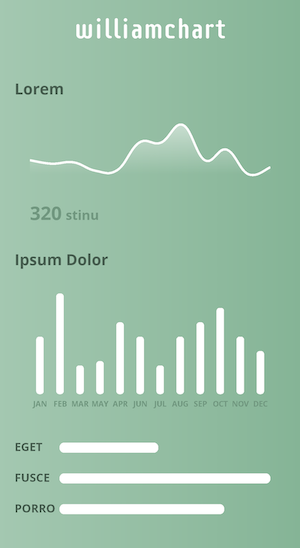 williamchart
Lorem
320 stinu
Ipsum Dolor
JAN FEB MAR MAY APR JUN JUL AUG SEP OCT NOV DEC
EGET
FUSCE
PORRO